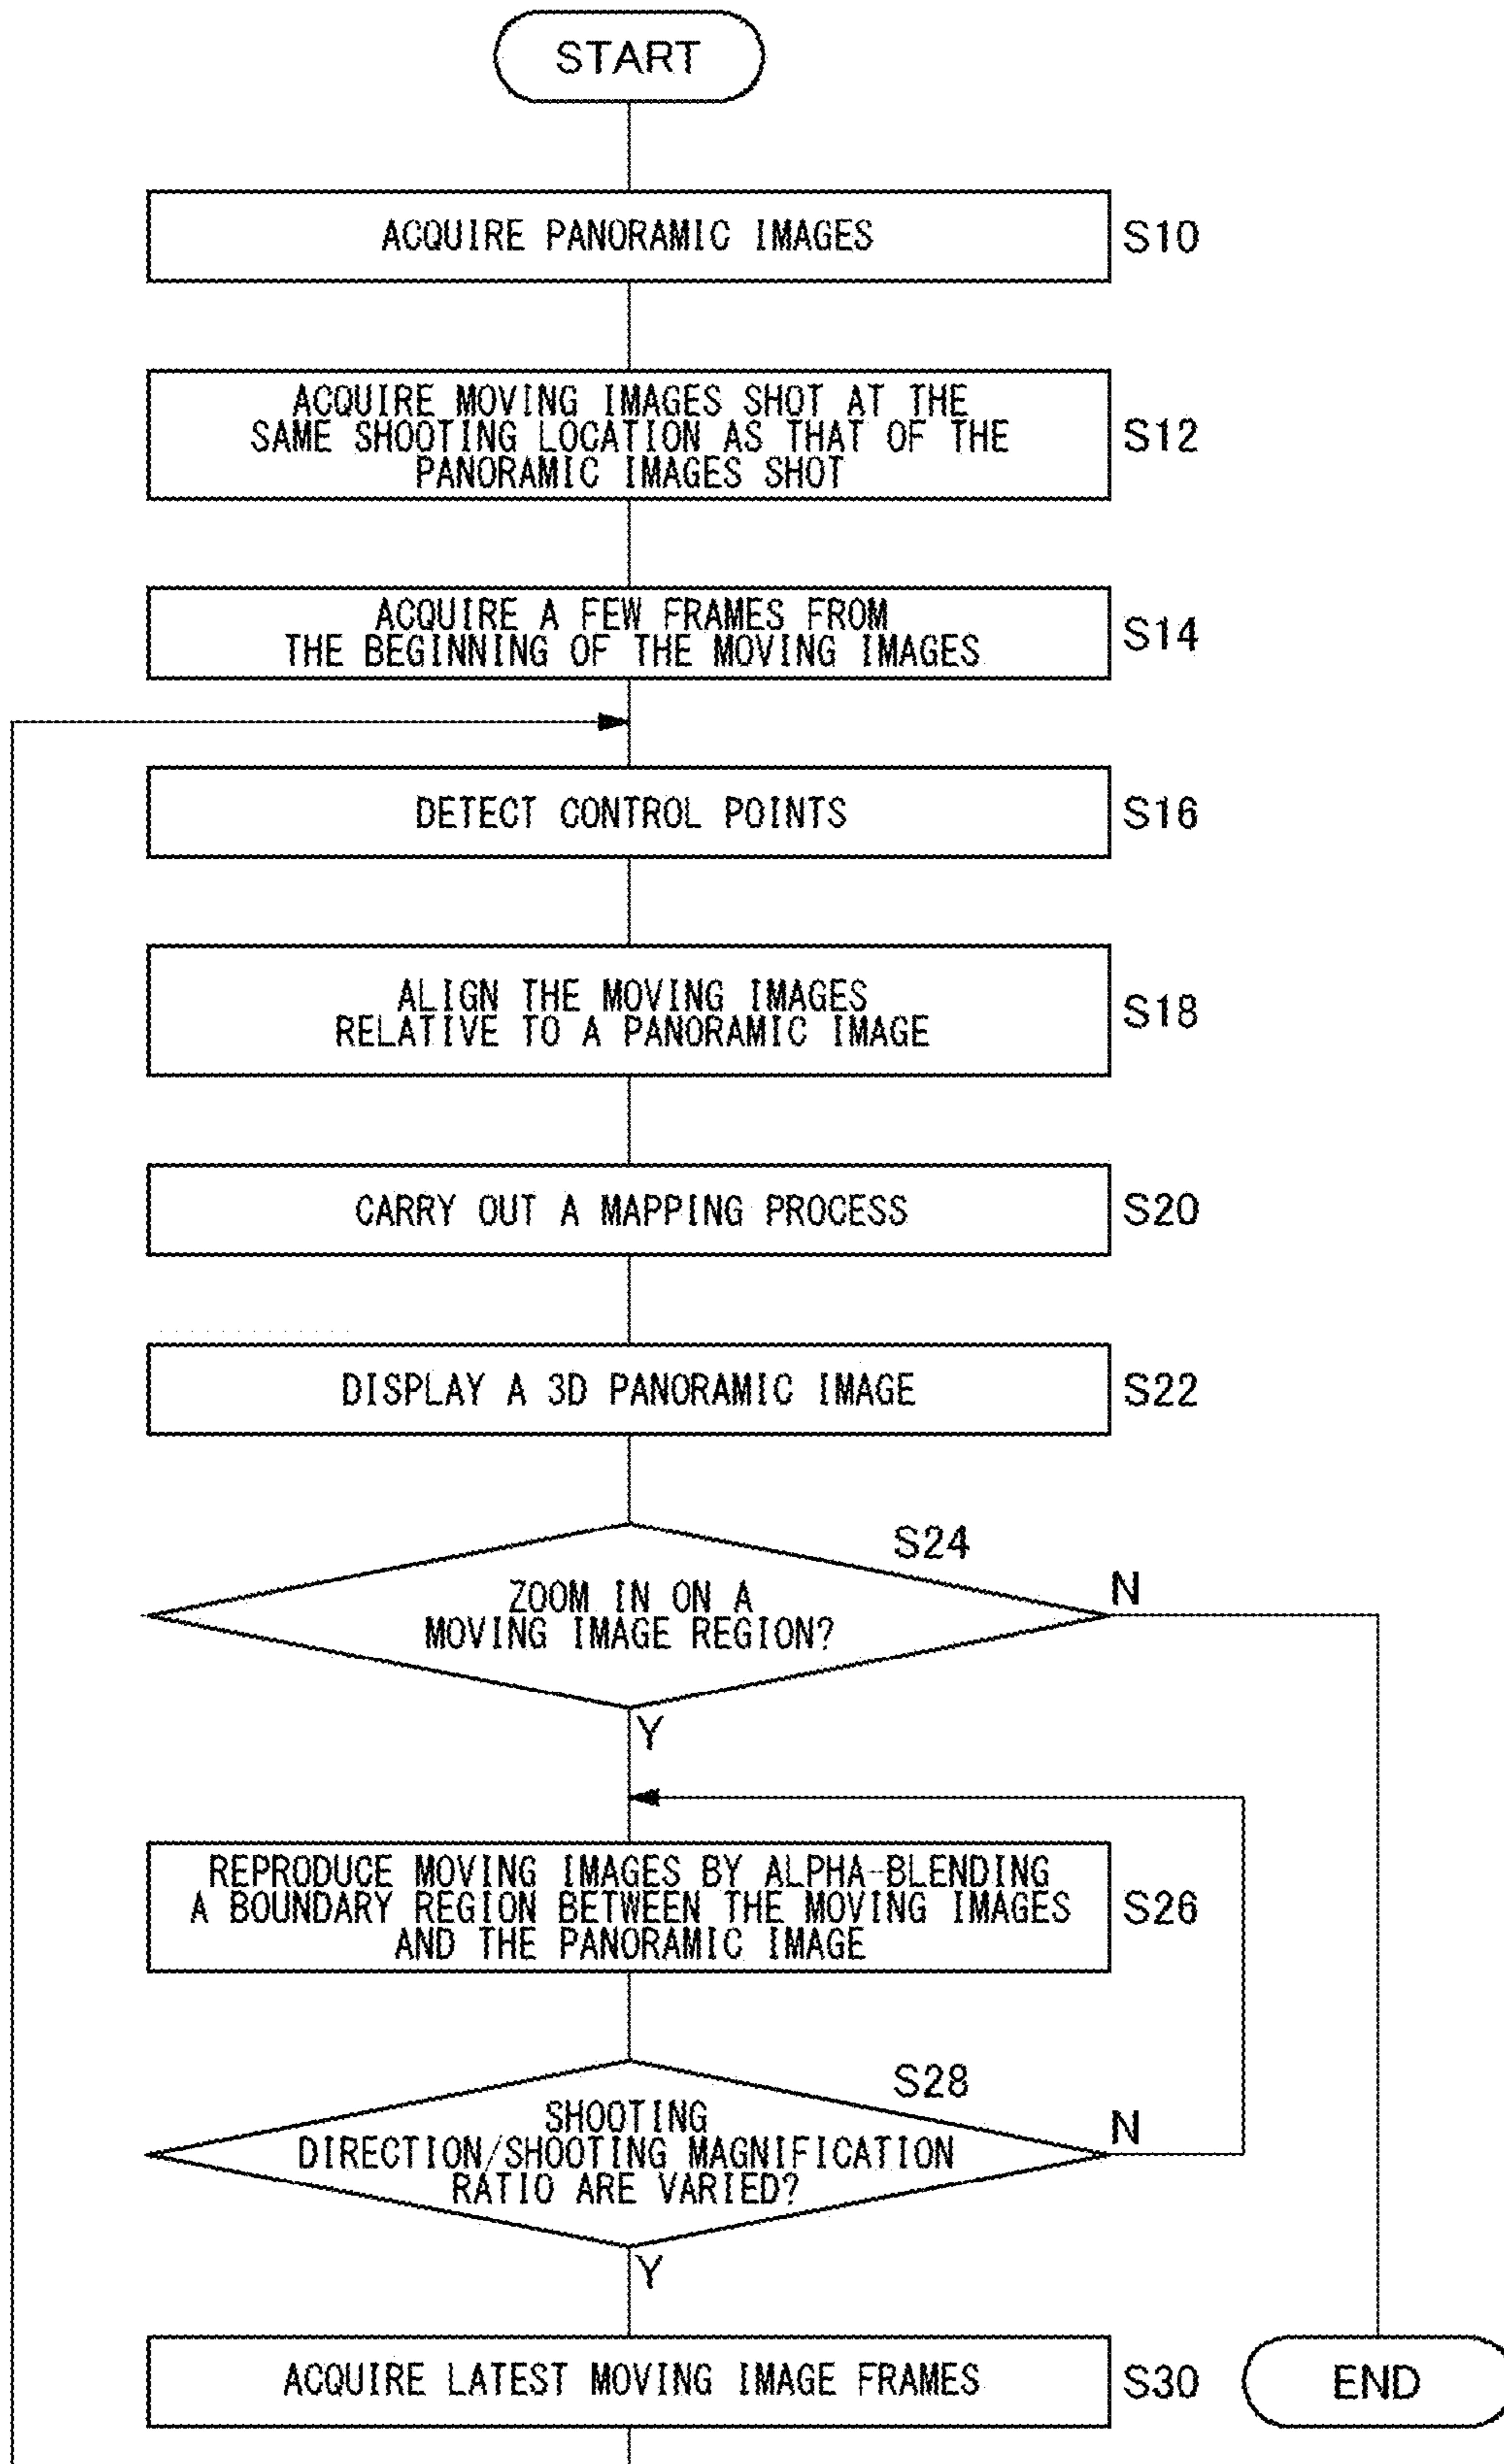 START
ACQUIRE PANORAMIC IMAGES
S10
ACQUIRE MOVING IMAGES SHOT AT THE
SAME SHOOTING LOCATION AS THAT OF THE
PANORAMIC IMAGES SHOT
S12
ACQUIRE A FEW FRAMES FROM
THE BEGINNING OF THE MOVING IMAGES
S14
DETECT CONTROL POINTS
S16
ALIGN THE MOVING IMAGES
RELATIVE TO A PANORAMIC IMAGE
S18
CARRY OUT A MAPPING PROCESS
S20
DISPLAY A 3D PANORAMIC IMAGE
S22
S24
ZOOM IN ON A
MOVING IMAGE REGION?
N
Y
REPRODUCE MOVING IMAGES BY ALPHA-BLENDING
A BOUNDARY REGION BETWEEN THE MOVING IMAGES
AND THE PANORAMIC IMAGE
S26
S28
SHOOTING
DIRECTION/SHOOTING MAGNIFICATION
RATIO ARE VARIED?
N
Y
ACQUIRE LATEST MOVING IMAGE FRAMES
S30
END